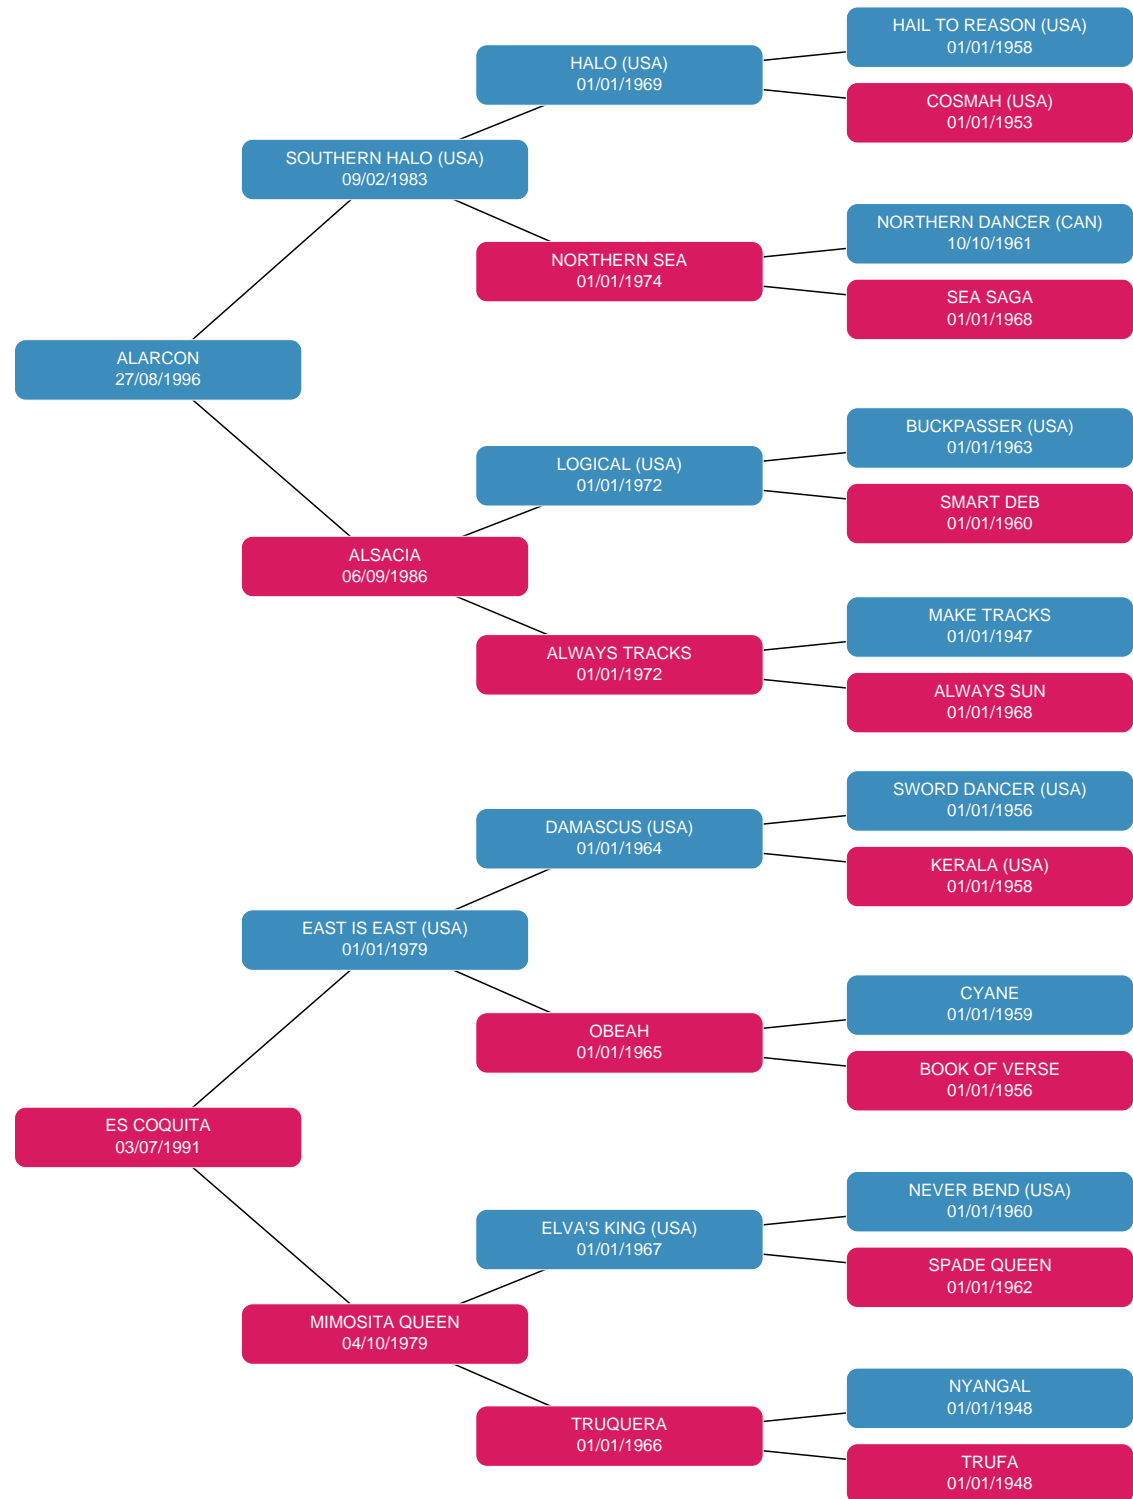 HAIL TO REASON (USA)
01/01/1958
HALO (USA)
01/01/1969
COSMAH (USA)
01/01/1953
SOUTHERN HALO (USA)
09/02/1983
NORTHERN DANCER (CAN)
10/10/1961
NORTHERN SEA
01/01/1974
SEA SAGA
01/01/1968
ALARCON
27/08/1996
BUCKPASSER (USA)
01/01/1963
LOGICAL (USA)
01/01/1972
SMART DEB
01/01/1960
ALSACIA
06/09/1986
MAKE TRACKS
01/01/1947
ALWAYS TRACKS
01/01/1972
ALWAYS SUN
01/01/1968
SWORD DANCER (USA)
01/01/1956
DAMASCUS (USA)
01/01/1964
KERALA (USA)
01/01/1958
EAST IS EAST (USA)
01/01/1979
CYANE
01/01/1959
OBEAH
01/01/1965
BOOK OF VERSE
01/01/1956
ES COQUITA
03/07/1991
NEVER BEND (USA)
01/01/1960
ELVA'S KING (USA)
01/01/1967
SPADE QUEEN
01/01/1962
MIMOSITA QUEEN
04/10/1979
NYANGAL
01/01/1948
TRUQUERA
01/01/1966
TRUFA
01/01/1948